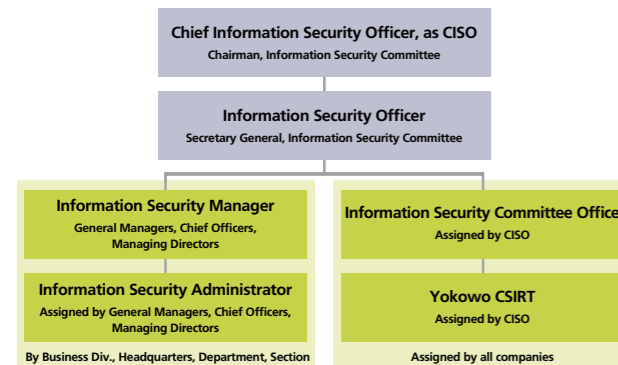 Chief Information Security Officer, as CISO
Chairman, Information Security Committee
Information Security Officer
Secretary General, Information Security Committee
Information Security Manager
General Managers, Chief Officers,
Managing Directors
Information Security Administrator
Assigned by General Managers, Chief Officers,
Managing Directors
By Business Div., Headquarters, Department, Section
Information Security Committee Office
Assigned by CISO
Yokowo CSIRT
Assigned by CISO
Assigned by all companies